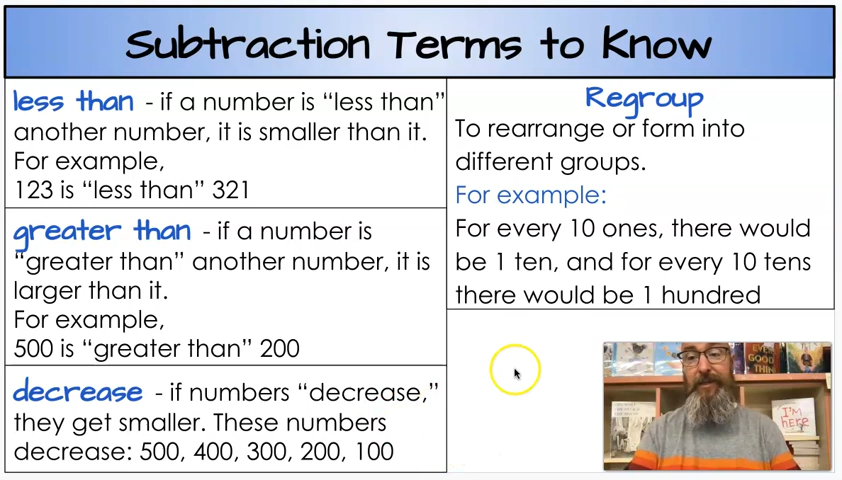 Subtraction Terms to Know
less than - if a number is “less than”
another number, it is smaller than it.
For example,
123 is “less than” 321
greater than - if a number is
“greater than” another number, it is
larger than it.
For example,
500 is “greater than” 200
decrease - if numbers “decrease,”
they get smaller. These numbers
decrease: 500, 400, 300, 200, 100
Regroup
To rearrange or form into
different groups.
For example:
For every 10 ones, there would
be 1 ten, and for every 10 tens
there would be 1 hundred
EVERY
GOOD
THING
I'm
here